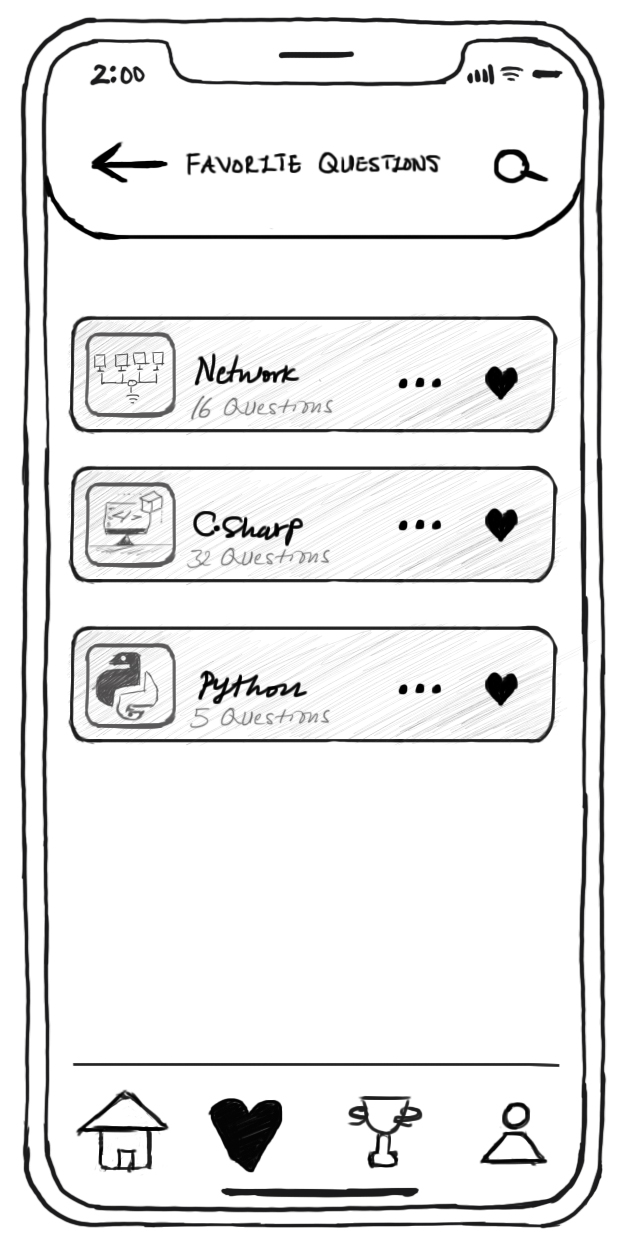 2:00
FAVORITE QUESTIONS
Network
16 Questions
</>
C·Sharp
32 Questions
Python
5 Questions